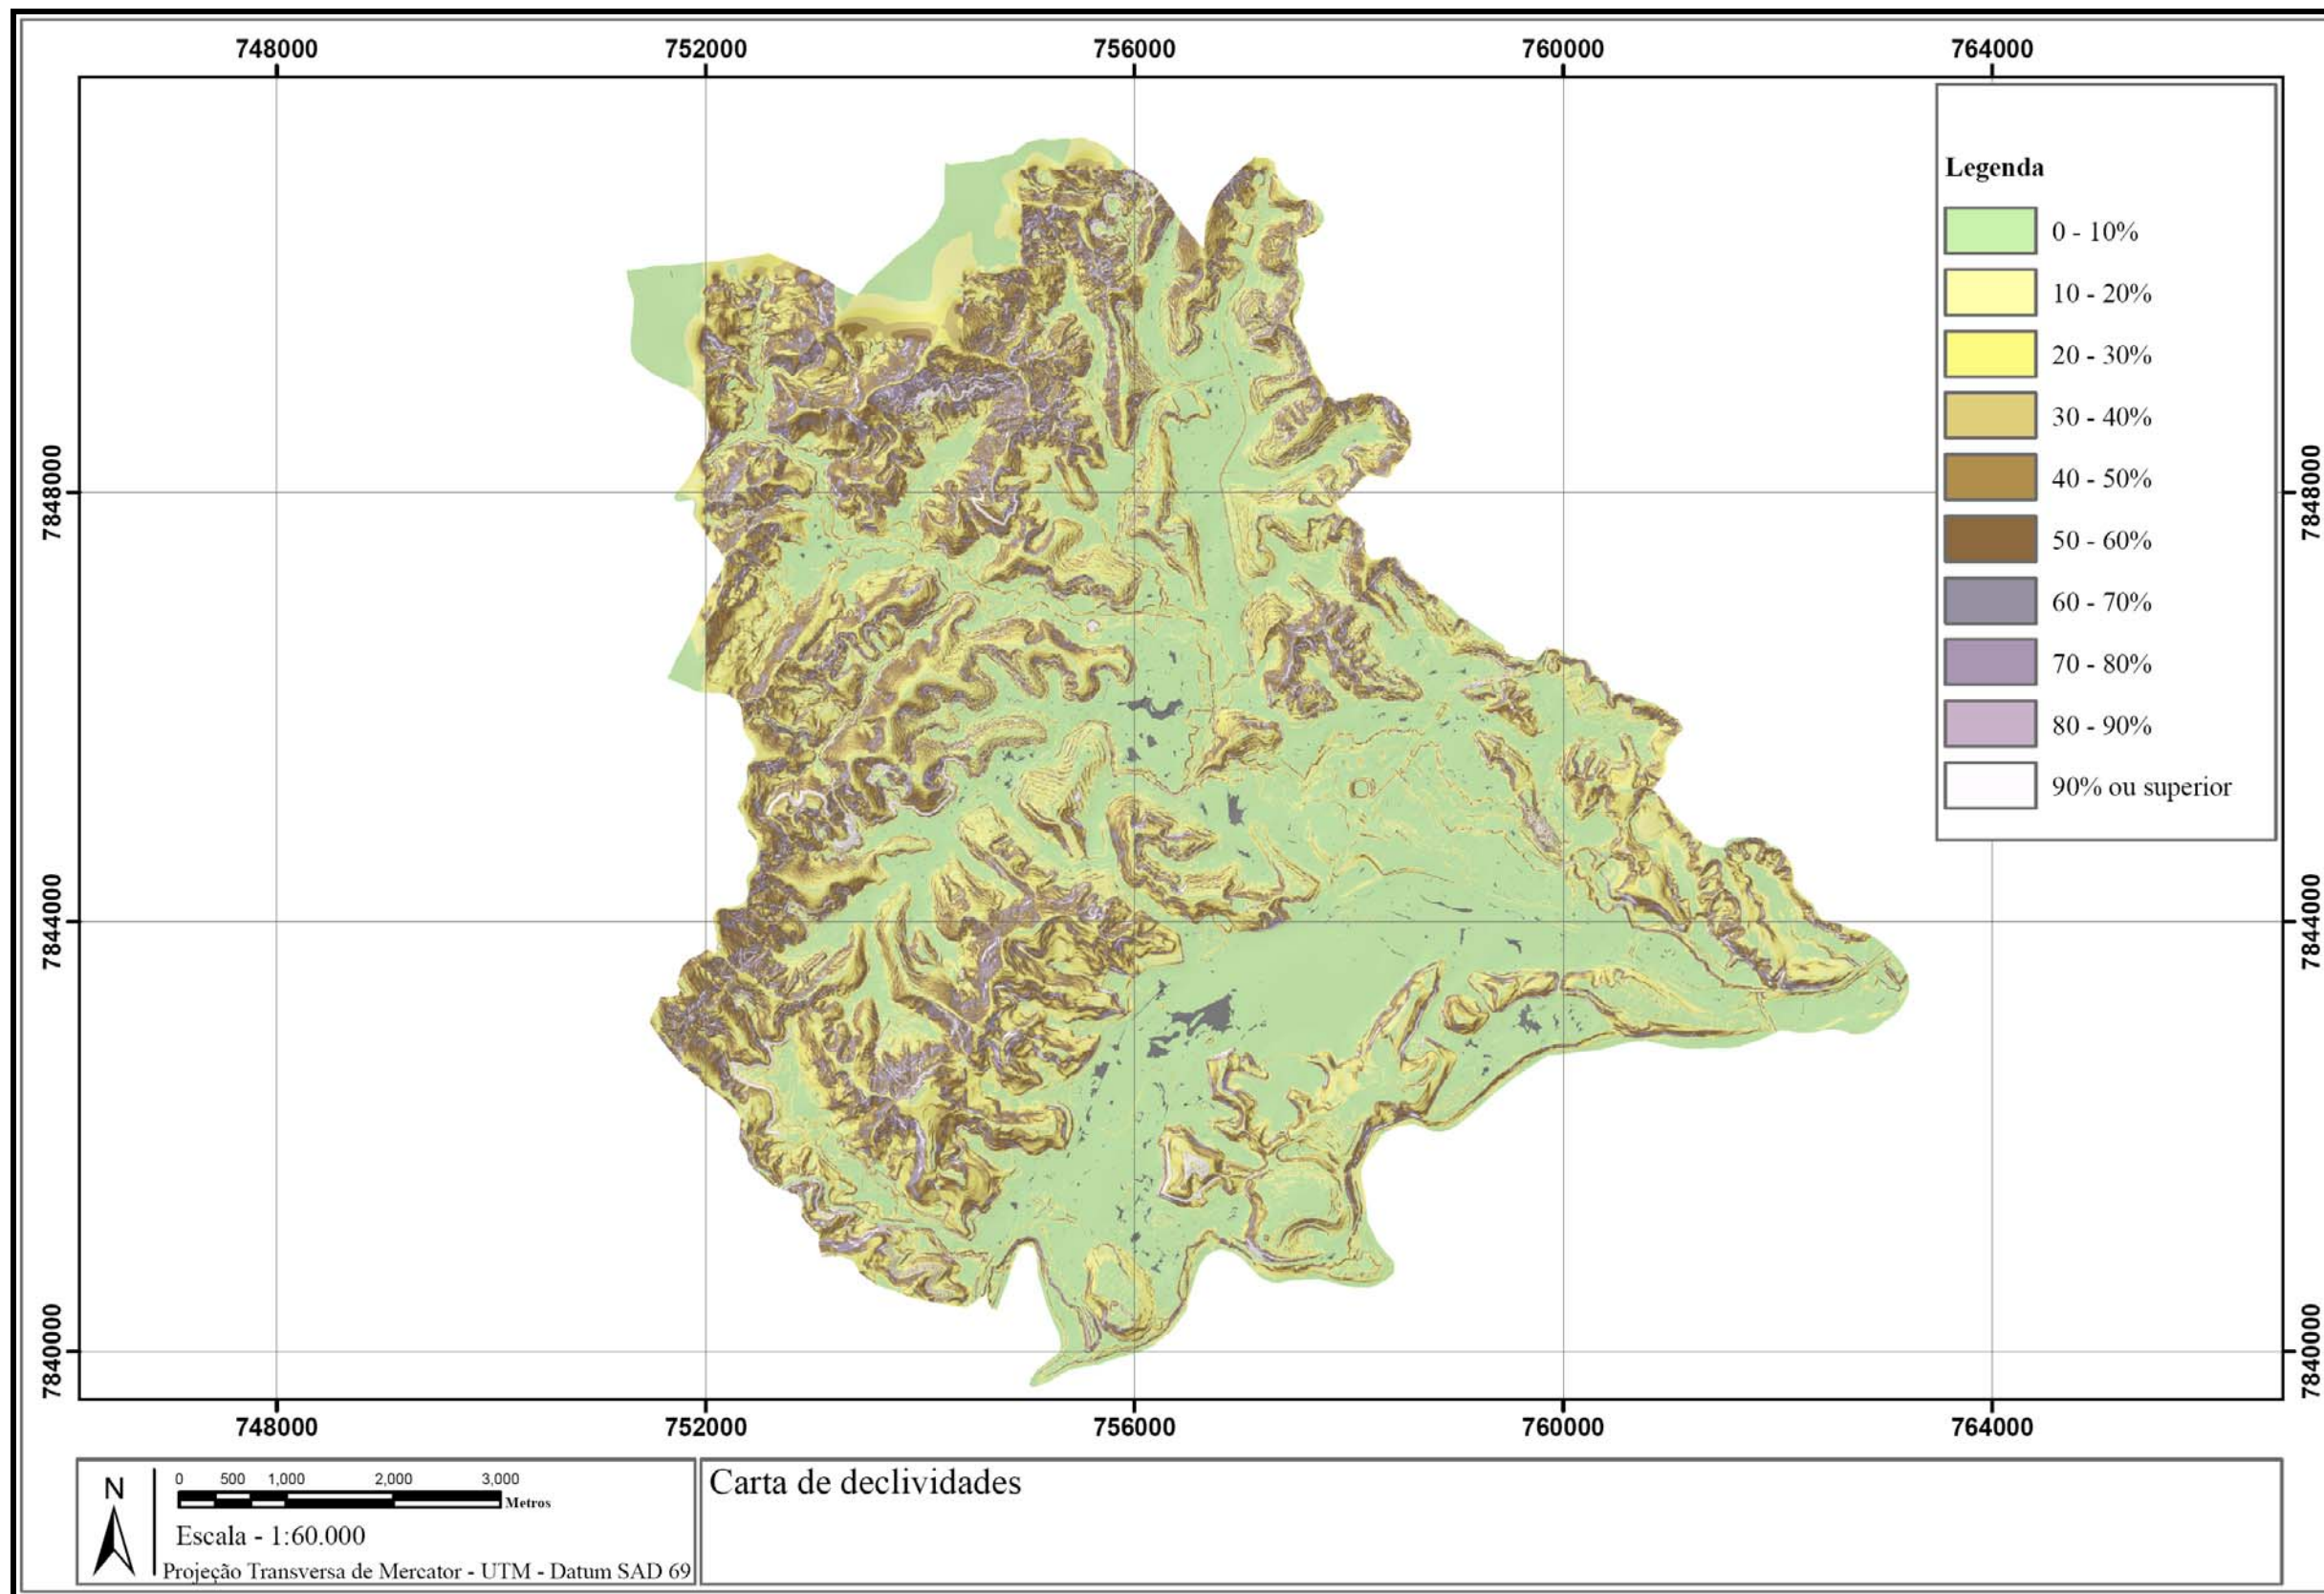 748000 752000 756000 760000 764000
Legenda
0 - 10%
10 - 20%
20 - 30%
30 - 40%
40 - 50%
50 - 60%
60 - 70%
70 - 80%
80 - 90%
90% ou superior
7848000 7848000
7844000 7844000
7840000 7840000
748000 752000 756000 760000 764000
N
0 500 1,000 2,000 3,000
Metros
Escala - 1:60.000
Projeção Transversa de Mercator - UTM - Datum SAD 69
Carta de declividades